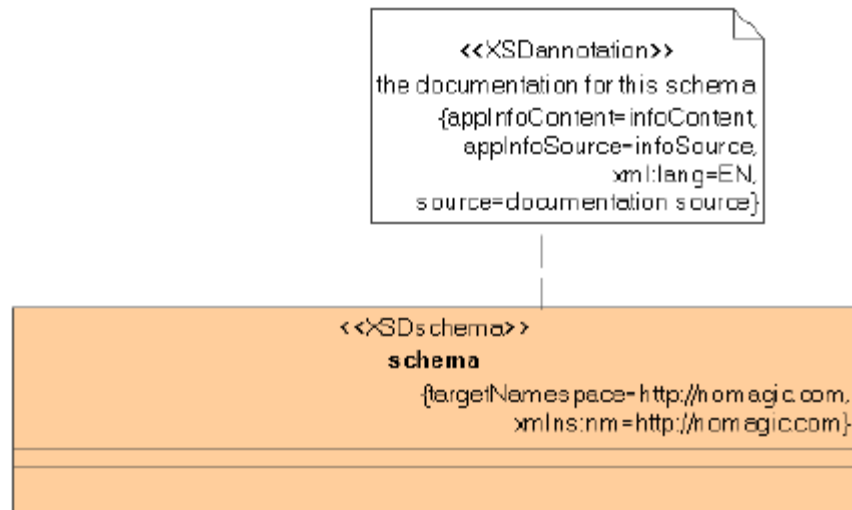 <<XSDannotation>>
the documentation for this schema
{appInfoContent=infoContent,
appInfoSource=infoSource,
xml:lang=EN,
source=documentation source}
<<XSDschema>>
schema
{targetNamespace=http://nomagic.com,
xmlns:nm=http://nomagic.com}